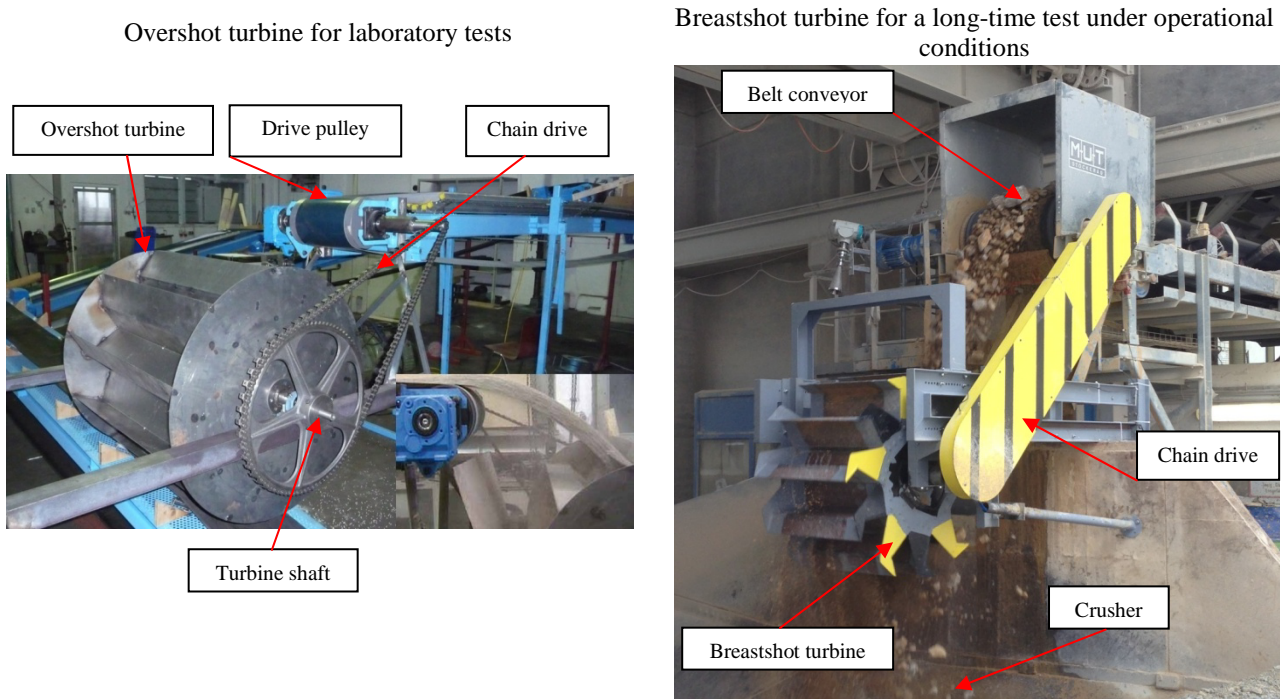 Overshot turbine for laboratory tests
Overshot turbine
Drive pulley
Chain drive
Turbine shaft
Breastshot turbine for a long-time test under operational
conditions
Belt conveyor
M·U·T
Chain drive
Crusher
Breastshot turbine